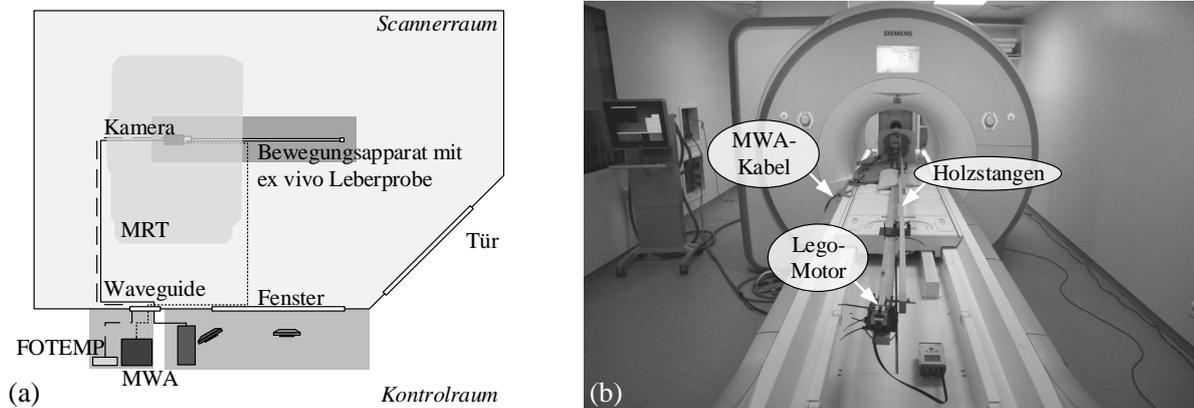 Scannerraum
Kamera
Bewegungsapparat mit
ex vivo Leberprobe
MRT
Tür
Waveguide
Fenster
FOTEMP
MWA
(a)
Kontrolraum
SIEMENS
MWA-
Kabel
Holzstangen
Lego-
Motor
(b)